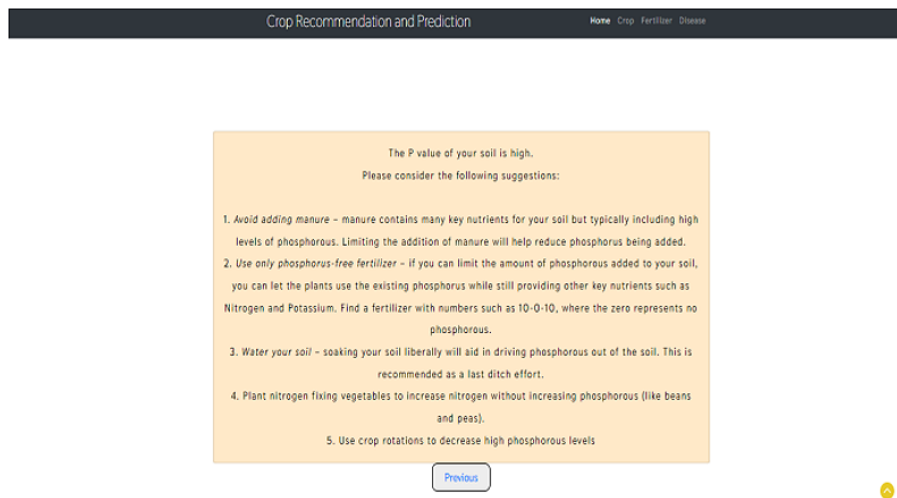 Crop Recommendation and Prediction
Home Crop Fertilizer Disease
The P value of your soil is high.
Please consider the following suggestions:
1. Avoid adding manure – manure contains many key nutrients for your soil but typically including high
levels of phosphorous. Limiting the addition of manure will help reduce phosphorus being added.
2. Use only phosphorus-free fertilizer – if you can limit the amount of phosphorous added to your soil,
you can let the plants use the existing phosphorus while still providing other key nutrients such as
Nitrogen and Potassium. Find a fertilizer with numbers such as 10-0-10, where the zero represents no
phosphorous.
3. Water your soil – soaking your soil liberally will aid in driving phosphorous out of the soil. This is
recommended as a last ditch effort.
4. Plant nitrogen fixing vegetables to increase nitrogen without increasing phosphorous (like beans
and peas).
5. Use crop rotations to decrease high phosphorous levels
Previous